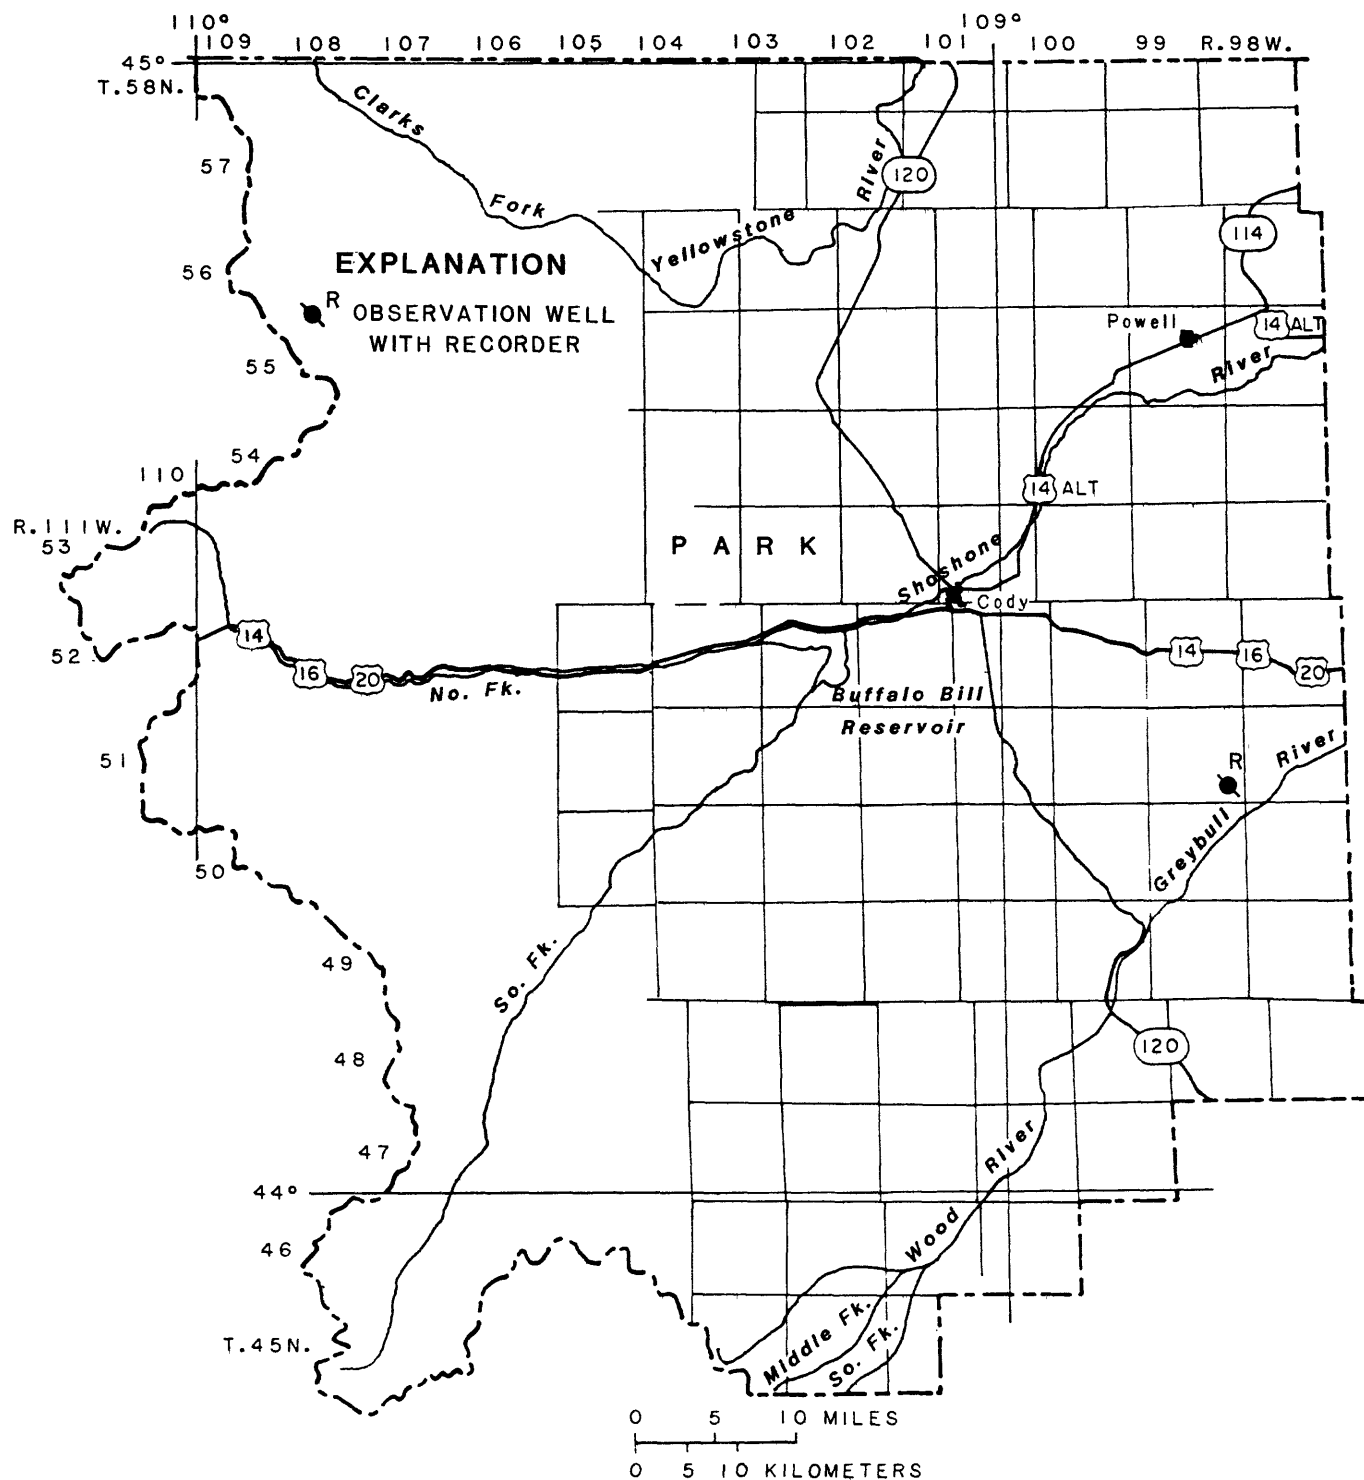 110° 109°
109 108 107 106 105 104 103 102 101 100 99 R.98W.
45°
T.58N.
Clarks
57
River
120
Fork
Yellowstone
114
56
EXPLANATION
R
OBSERVATION WELL
WITH RECORDER
Powell
14 ALT
55
River
54
110
14 ALT
R.111W.
53
PARK
Shoshone
Cody
14
52
16
20
No. Fk.
14
16
20
Buffalo Bill
Reservoir
51
R
River
Greybull
50
49
So. Fk.
48
120
47
River
44°
46
Wood
T.45N.
Middle Fk.
So. Fk.
0 5 10 MILES
0 5 10 KILOMETERS